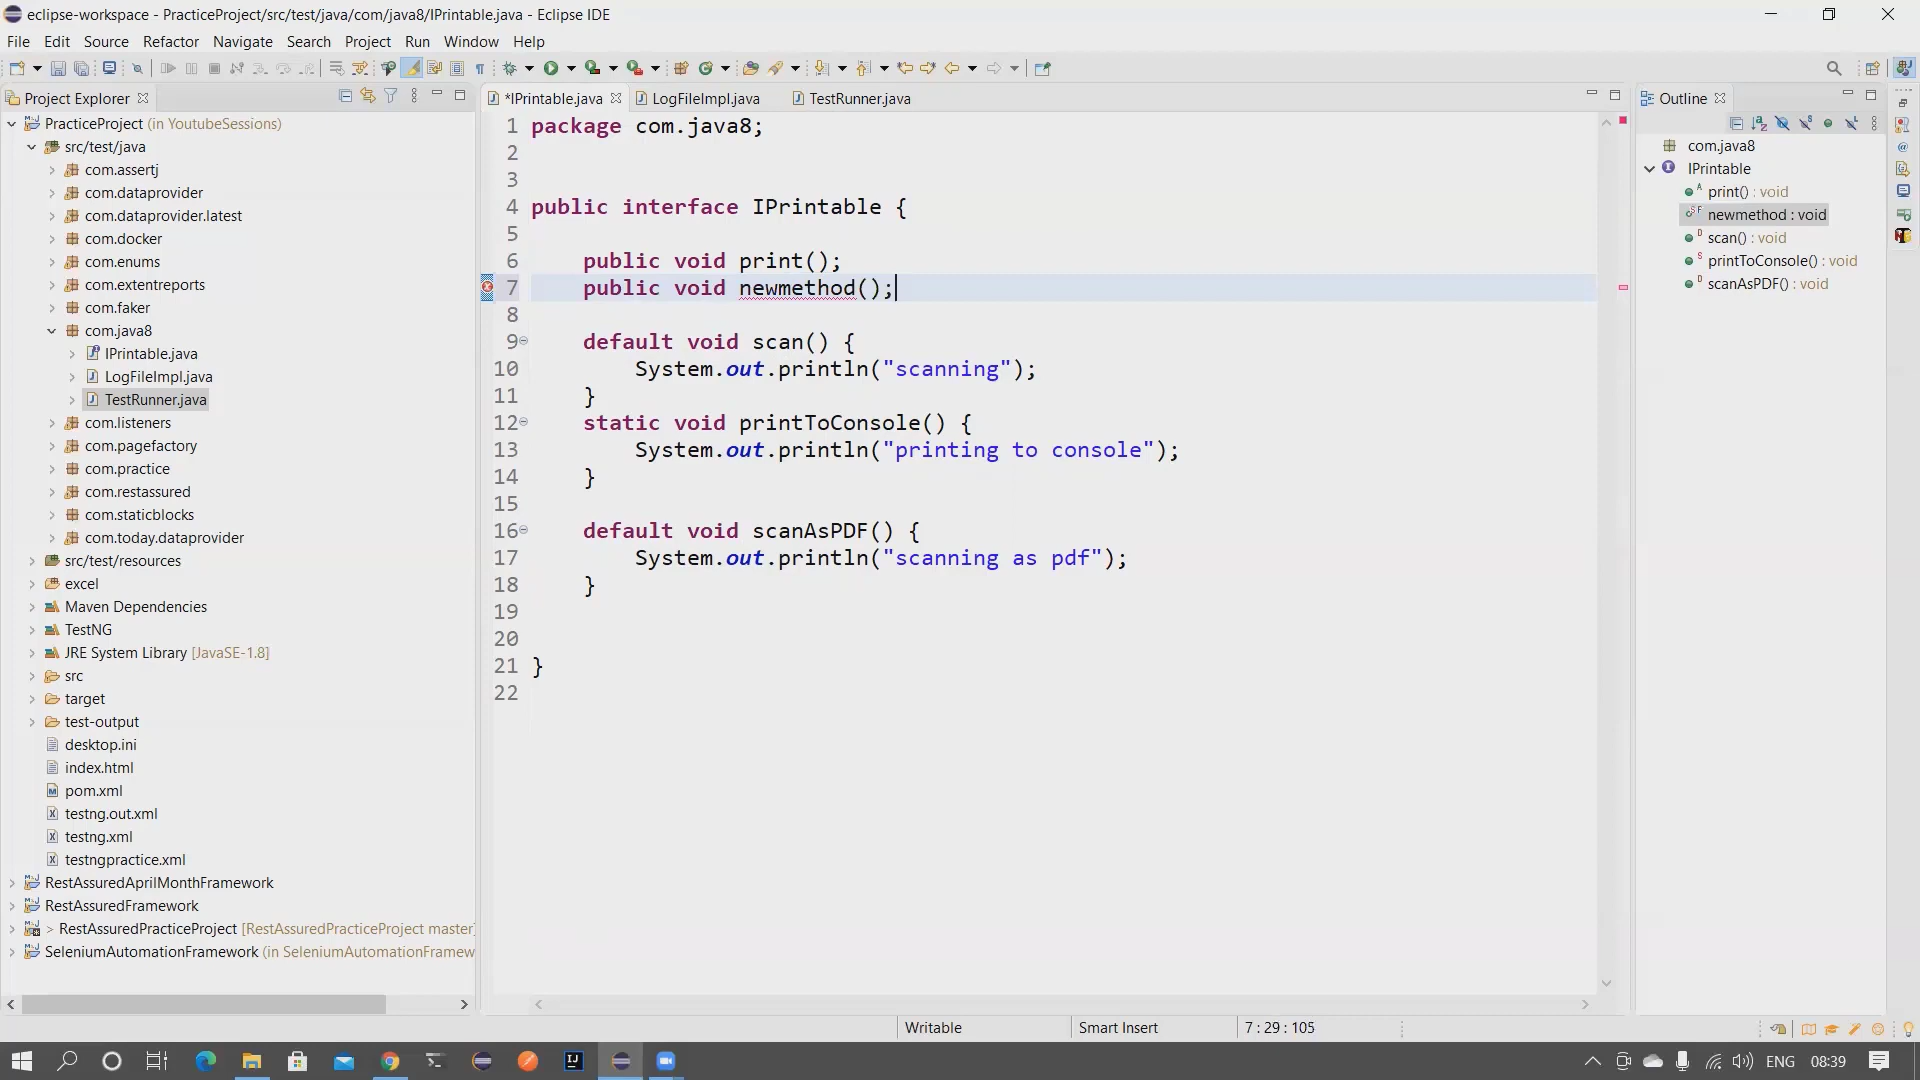 eclipse-workspace - PracticeProject/src/test/java/com/java8/IPrintable.java - Eclipse IDE
File Edit Source Refactor Navigate Search Project Run Window Help
Project Explorer
PracticeProject (in YoutubeSessions)
src/test/java
com.assertj
com.dataprovider
com.dataprovider.latest
com.docker
com.enums
com.extentreports
com.faker
com.java8
IPrintable.java
LogFileImpl.java
TestRunner.java
com.listeners
com.pagefactory
com.practice
com.restassured
com.staticblocks
com.today.dataprovider
src/test/resources
excel
Maven Dependencies
TestNG
JRE System Library [JavaSE-1.8]
src
target
test-output
desktop.ini
index.html
pom.xml
testng.out.xml
testng.xml
testngpractice.xml
RestAssuredAprilMonthFramework
RestAssuredFramework
> RestAssuredPracticeProject [RestAssuredPracticeProject master]
SeleniumAutomationFramework (in SeleniumAutomationFramew
*IPrintable.java LogFileImpl.java TestRunner.java
1 package com.java8;
2
3
4 public interface IPrintable {
5
6 public void print();
7 public void newmethod();
8
9 default void scan() {
10 System.out.println("scanning");
11 }
12 static void printToConsole() {
13 System.out.println("printing to console");
14 }
15
16 default void scanAsPDF() {
17 System.out.println("scanning as pdf");
18 }
19
20
21 }
22
Outline
com.java8
IPrintable
print() : void
newmethod : void
scan() : void
printToConsole() : void
scanAsPDF() : void
Writable Smart Insert 7 : 29 : 105
ENG 08:39